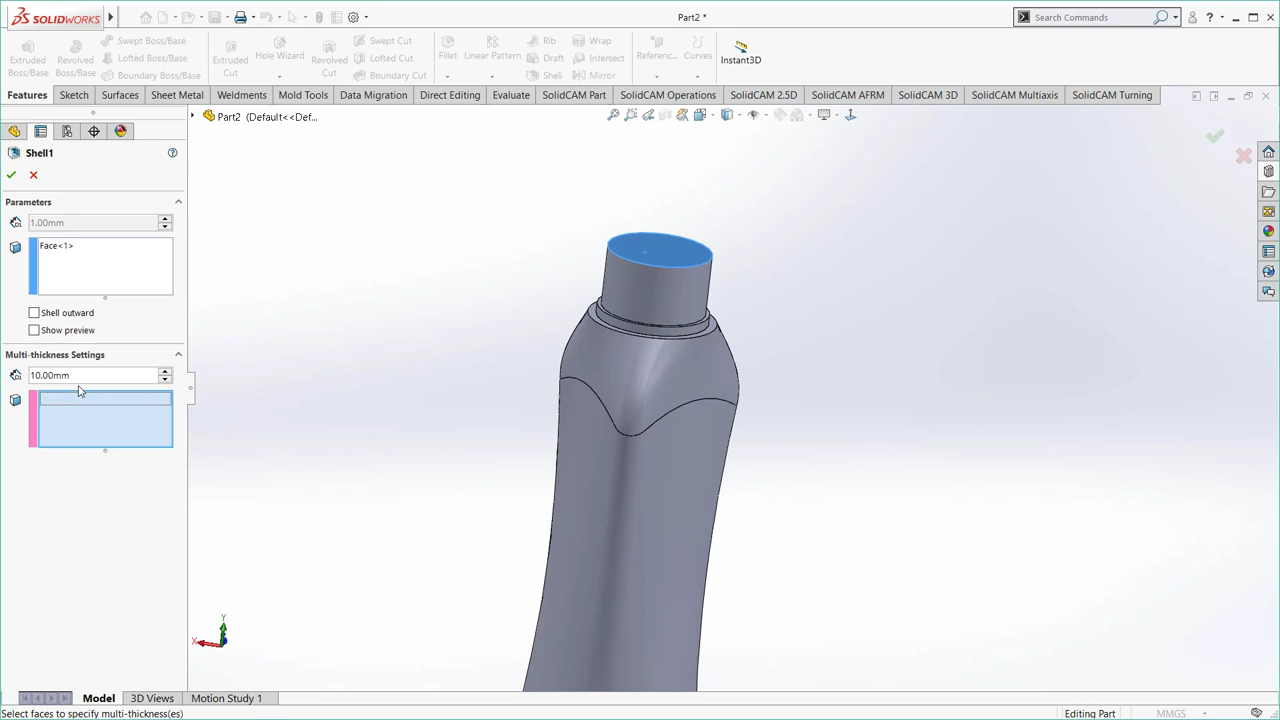 SOLIDWORKS
Part2 *
Search Commands
?
Extruded Boss/Base
Revolved Boss/Base
Swept Boss/Base
Lofted Boss/Base
Boundary Boss/Base
Extruded Cut
Hole Wizard
Revolved Cut
Swept Cut
Lofted Cut
Boundary Cut
Fillet
Linear Pattern
Rib
Draft
Shell
Wrap
Intersect
Mirror
Referenc...
Curves
Instant3D
Features
Sketch
Surfaces
Sheet Metal
Weldments
Mold Tools
Data Migration
Direct Editing
Evaluate
SolidCAM Part
SolidCAM Operations
SolidCAM 2.5D
SolidCAM AFRM
SolidCAM 3D
SolidCAM Multiaxis
SolidCAM Turning
Part2 (Default<<Def...
Shell1
Parameters
1.00mm
Face<1>
Shell outward
Show preview
Multi-thickness Settings
10.00mm
Y
X
Model
3D Views
Motion Study 1
Select faces to specify multi-thickness(es)
Editing Part
MMGS